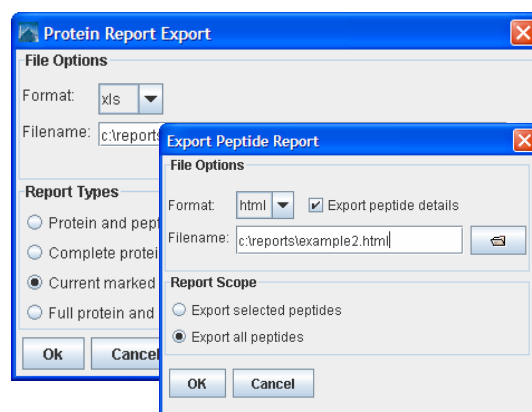 Protein Report Export
File Options
Format: xls
Filename: c:\reports
Report Types
Protein and pept
Complete protei
Current marked
Full protein and
Ok Cancel
Export Peptide Report
File Options
Format: html Export peptide details
Filename: c:\reports\example2.html
Report Scope
Export selected peptides
Export all peptides
OK Cancel